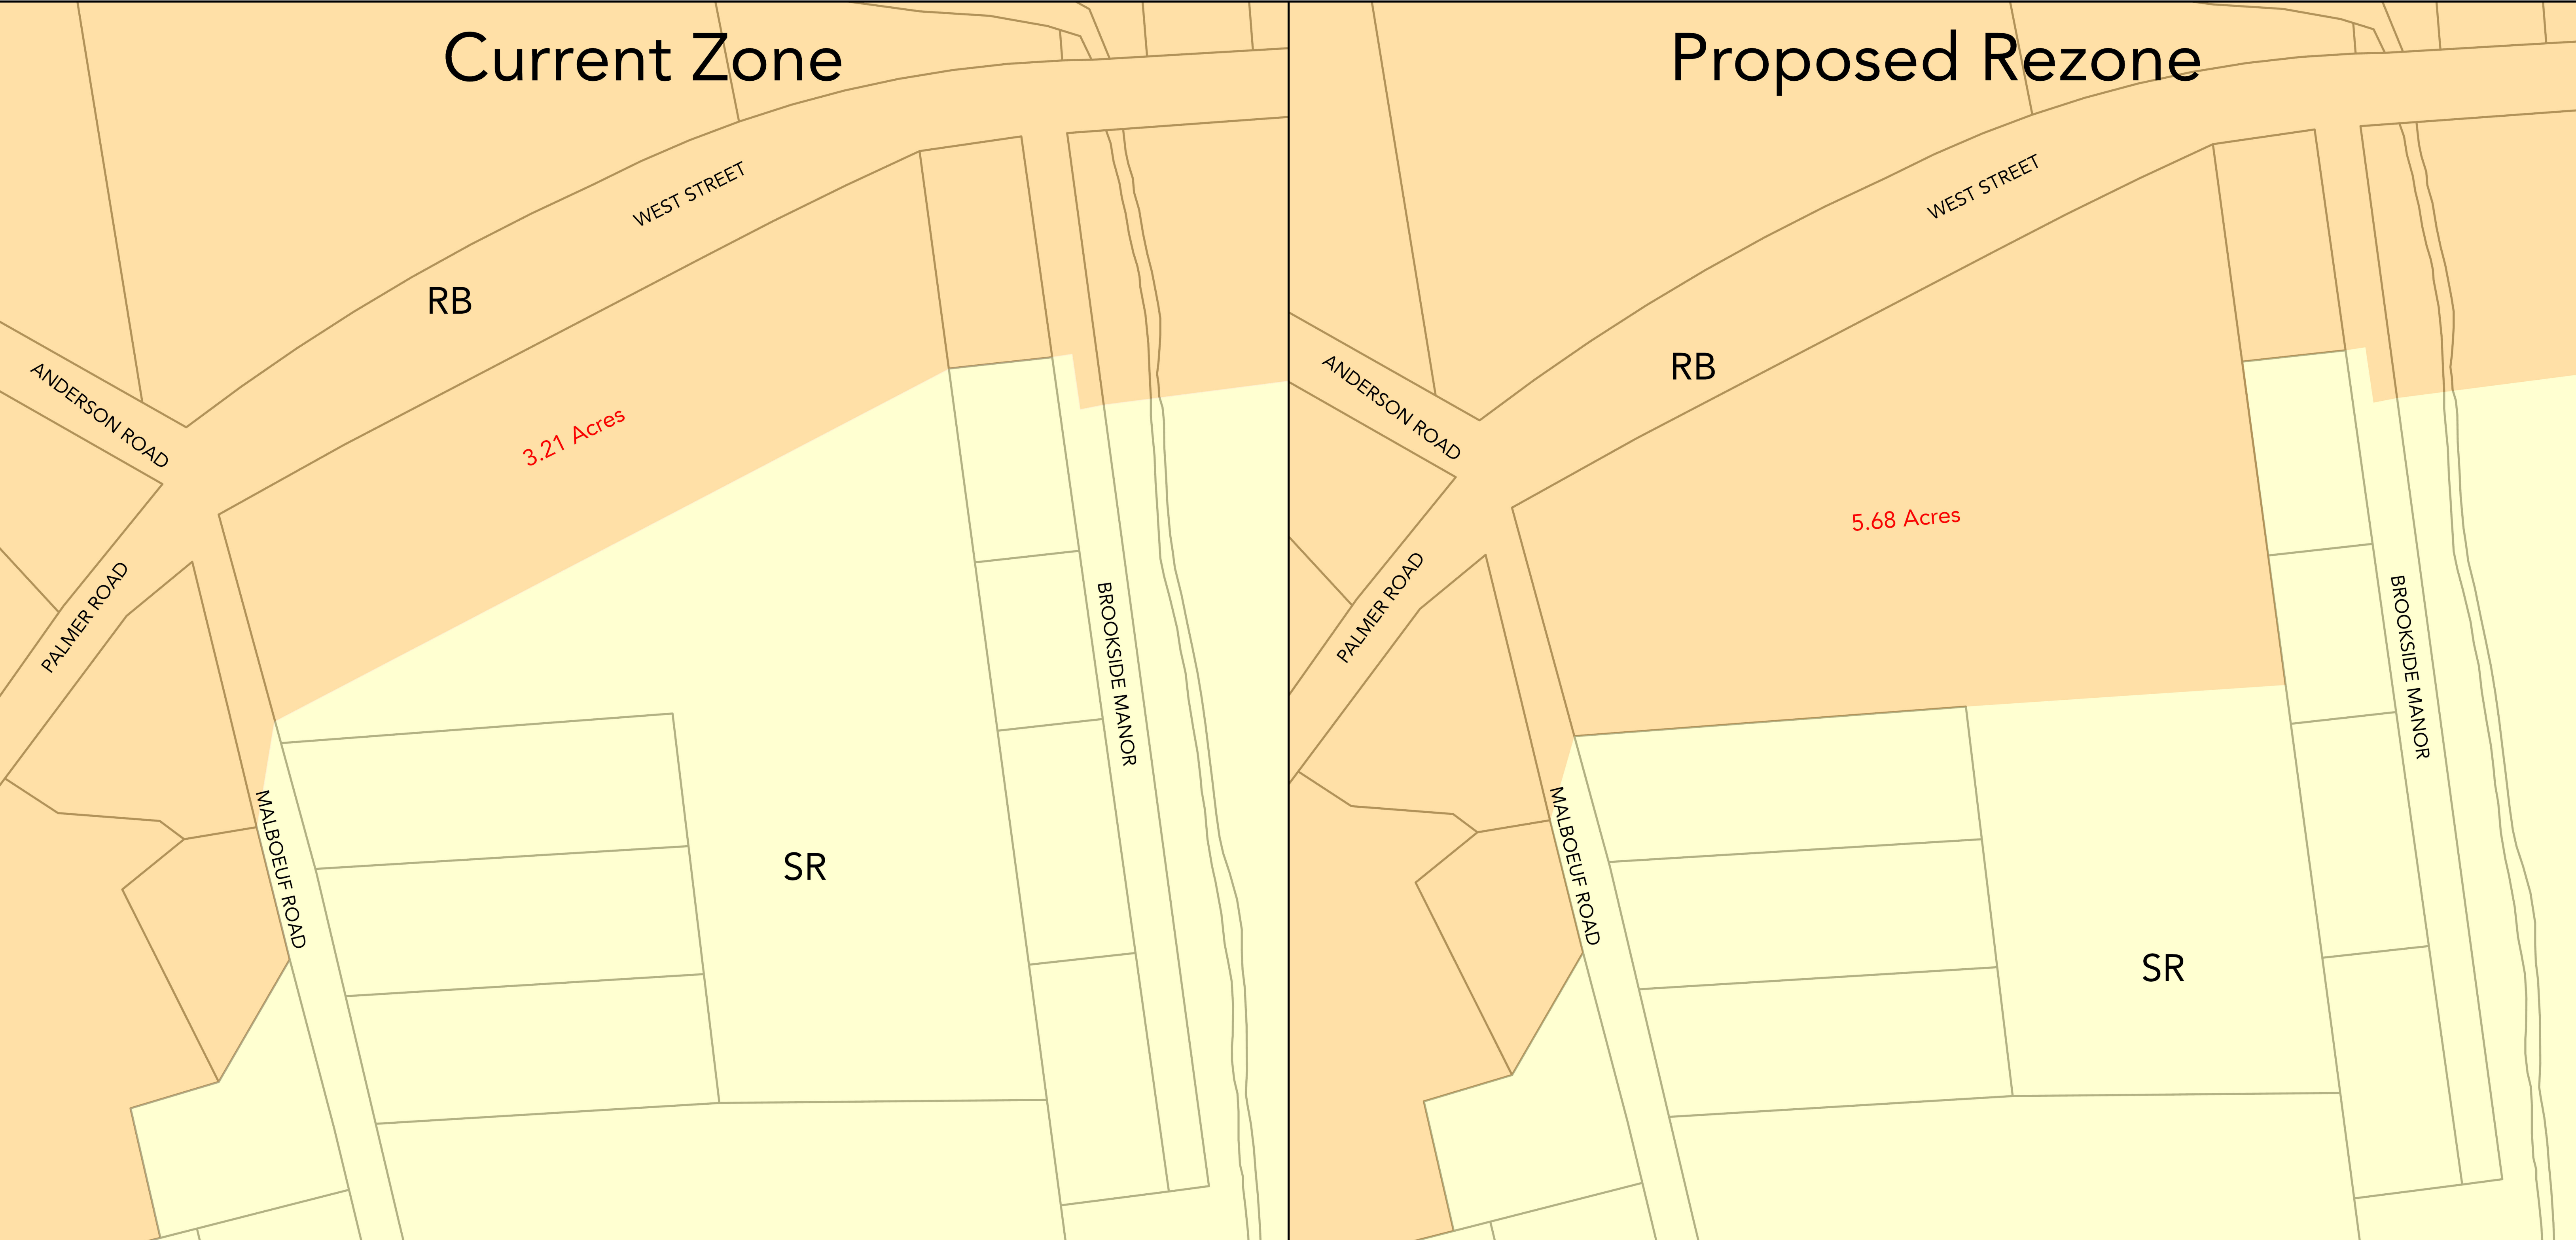 Current Zone
WEST STREET
RB
ANDERSON ROAD
3.21 Acres
PALMER ROAD
BROOKSIDE MANOR
MALBOEUF ROAD
SR
Proposed Rezone
WEST STREET
RB
ANDERSON ROAD
5.68 Acres
PALMER ROAD
BROOKSIDE MANOR
MALBOEUF ROAD
SR